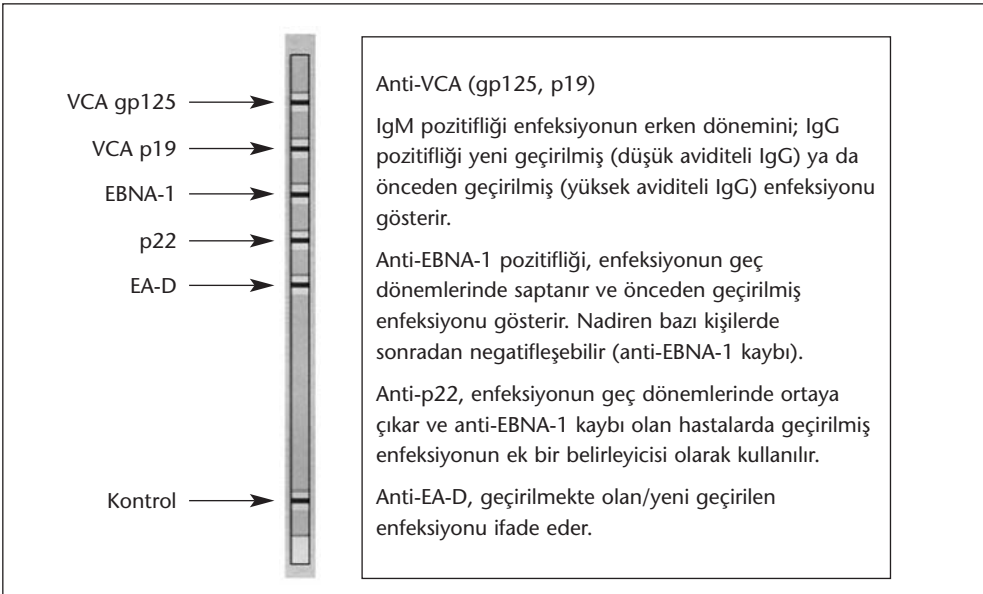 VCA gp125
VCA p19
EBNA-1
p22
EA-D
Kontrol
Anti-VCA (gp125, p19)
IgM pozitifliği enfeksiyonun erken dönemini; IgG
pozitifliği yeni geçirilmiş (düşük aviditeli IgG) ya da
önceden geçirilmiş (yüksek aviditeli IgG) enfeksiyonu
gösterir.
Anti-EBNA-1 pozitifliği, enfeksiyonun geç
dönemlerinde saptanır ve önceden geçirilmiş
enfeksiyonu gösterir. Nadiren bazı kişilerde
sonradan negatifleşebilir (anti-EBNA-1 kaybı).
Anti-p22, enfeksiyonun geç dönemlerinde ortaya
çıkar ve anti-EBNA-1 kaybı olan hastalarda geçirilmiş
enfeksiyonun ek bir belirleyicisi olarak kullanılır.
Anti-EA-D, geçirilmekte olan/yeni geçirilen
enfeksiyonu ifade eder.